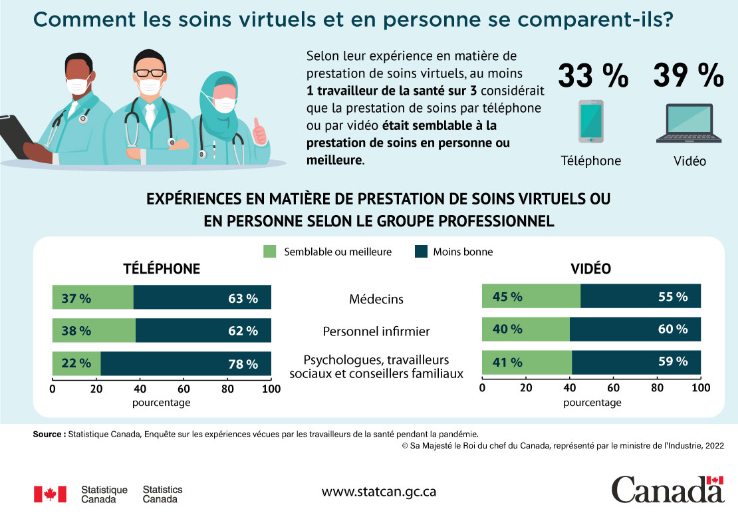 Comment les soins virtuels et en personne se comparent-ils?
Selon leur expérience en matière de
prestation de soins virtuels, au moins
1 travailleur de la santé sur 3 considérait
que la prestation de soins par téléphone
ou par vidéo était semblable à la
prestation de soins en personne ou
meilleure.
33 % 39 %
Téléphone Vidéo
EXPÉRIENCES EN MATIÈRE DE PRESTATION DE SOINS VIRTUELS OU
EN PERSONNE SELON LE GROUPE PROFESSIONNEL
Semblable ou meilleure Moins bonne
TÉLÉPHONE VIDÉO
37 % 63 % Médecins 45 % 55 %
38 % 62 % Personnel infirmier 40 % 60 %
22 % 78 % Psychologues, travailleurs 41 % 59 %
sociaux et conseillers familiaux
0 20 40 60 80 100 0 20 40 60 80 100
pourcentage pourcentage
Source : Statistique Canada, Enquête sur les expériences vécues par les travailleurs de la santé pendant la pandémie.
© Sa Majesté le Roi du chef du Canada, représenté par le ministre de l'Industrie, 2022
Statistique Statistics
Canada Canada
www.statcan.gc.ca
Canada